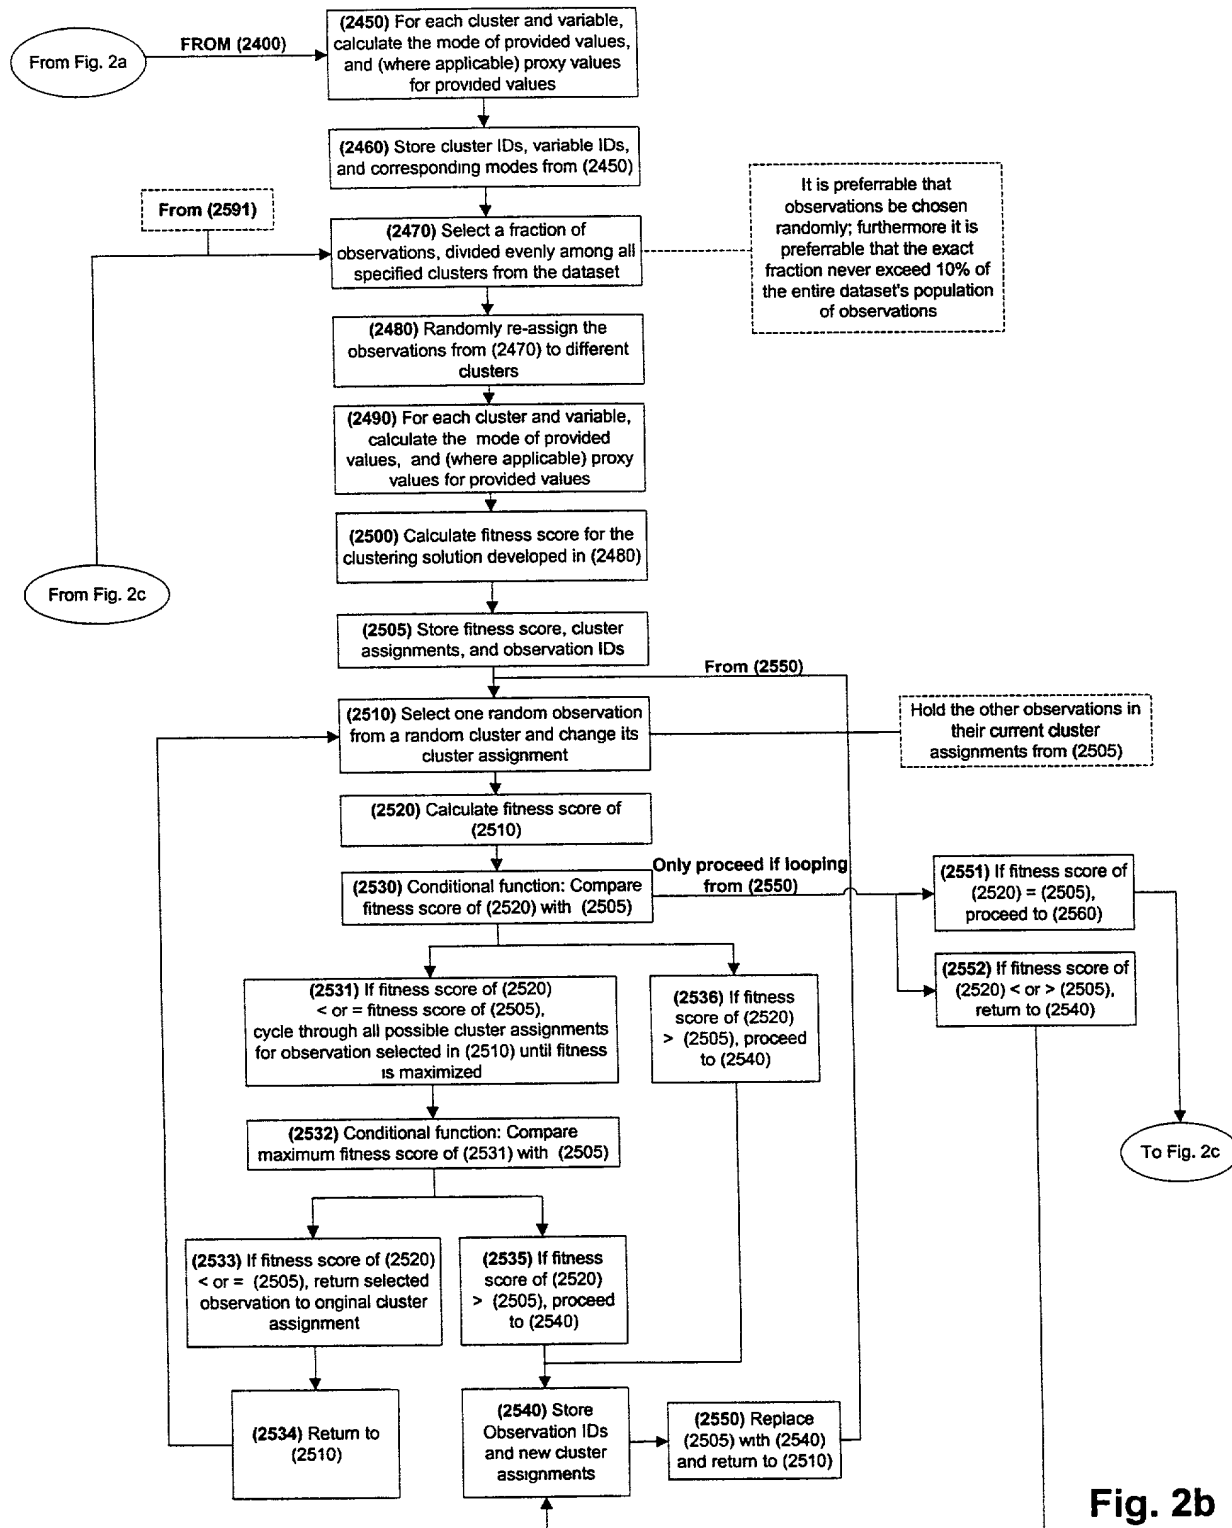 From Fig. 2a
FROM (2400)
(2450) For each cluster and variable,
calculate the mode of provided values,
and (where applicable) proxy values
for provided values
(2460) Store cluster IDs, variable IDs,
and corresponding modes from (2450)
From (2591)
(2470) Select a fraction of
observations, divided evenly among all
specified clusters from the dataset
It is preferrable that
observations be chosen
randomly; furthermore it is
preferrable that the exact
fraction never exceed 10% of
the entire dataset's population
of observations
(2480) Randomly re-assign the
observations from (2470) to different
clusters
(2490) For each cluster and variable,
calculate the mode of provided
values, and (where applicable) proxy
values for provided values
(2500) Calculate fitness score for the
clustering solution developed in (2480)
From Fig. 2c
(2505) Store fitness score, cluster
assignments, and observation IDs
From (2550)
(2510) Select one random observation
from a random cluster and change its
cluster assignment
Hold the other observations in
their current cluster
assignments from (2505)
(2520) Calculate fitness score of
(2510)
(2530) Conditional function: Compare
fitness score of (2520) with (2505)
Only proceed if looping
from (2550)
(2551) If fitness score of
(2520) = (2505),
proceed to (2560)
(2552) If fitness score of
(2520) < or > (2505),
return to (2540)
(2531) If fitness score of (2520)
< or = fitness score of (2505),
cycle through all possible cluster assignments
for observation selected in (2510) until fitness
is maximized
(2536) If fitness
score of (2520)
> (2505), proceed
to (2540)
(2532) Conditional function: Compare
maximum fitness score of (2531) with (2505)
To Fig. 2c
(2533) If fitness score of (2520)
< or = (2505), return selected
observation to original cluster
assignment
(2535) If fitness
score of (2520)
> (2505), proceed
to (2540)
(2534) Return to
(2510)
(2540) Store
Observation IDs
and new cluster
assignments
(2550) Replace
(2505) with (2540)
and return to (2510)
Fig. 2b